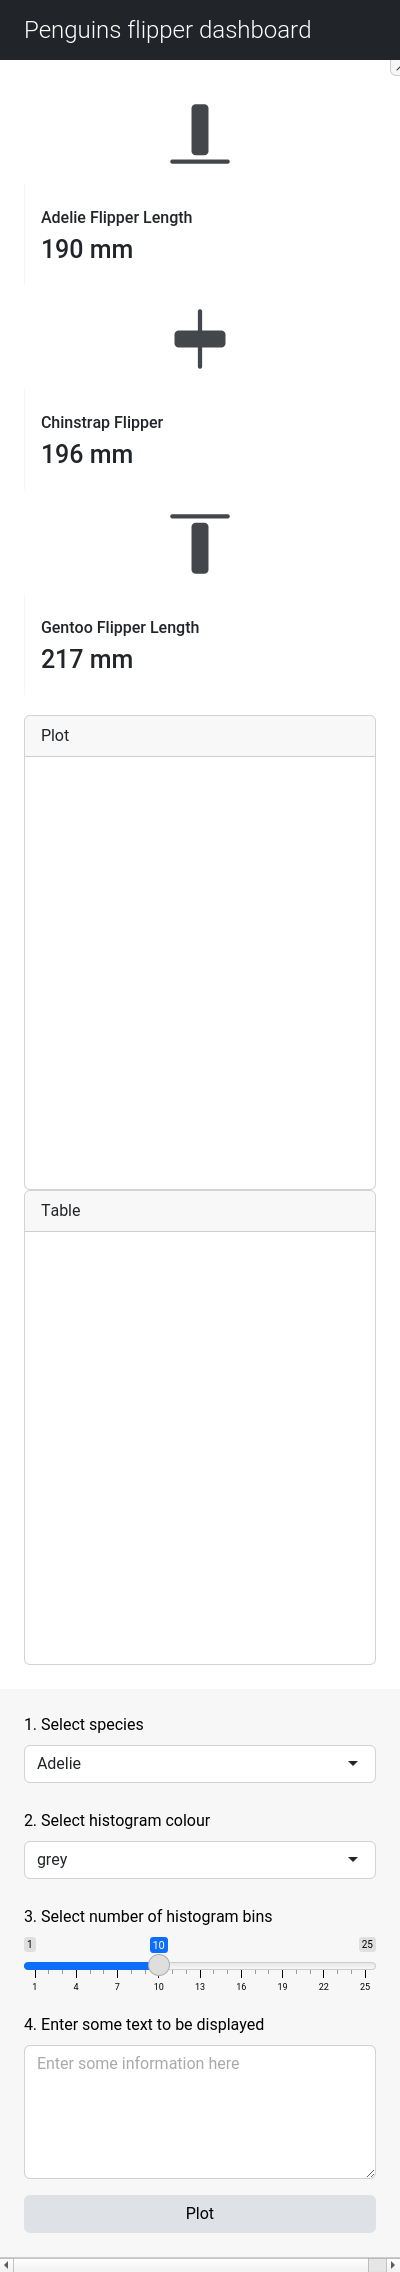 Penguins flipper dashboard
Adelie Flipper Length
190 mm
Chinstrap Flipper
196 mm
Gentoo Flipper Length
217 mm
Plot
Table
1. Select species
Adelie
2. Select histogram colour
grey
3. Select number of histogram bins
1 10 25
1 4 7 10 13 16 19 22 25
4. Enter some text to be displayed
Enter some information here
Plot